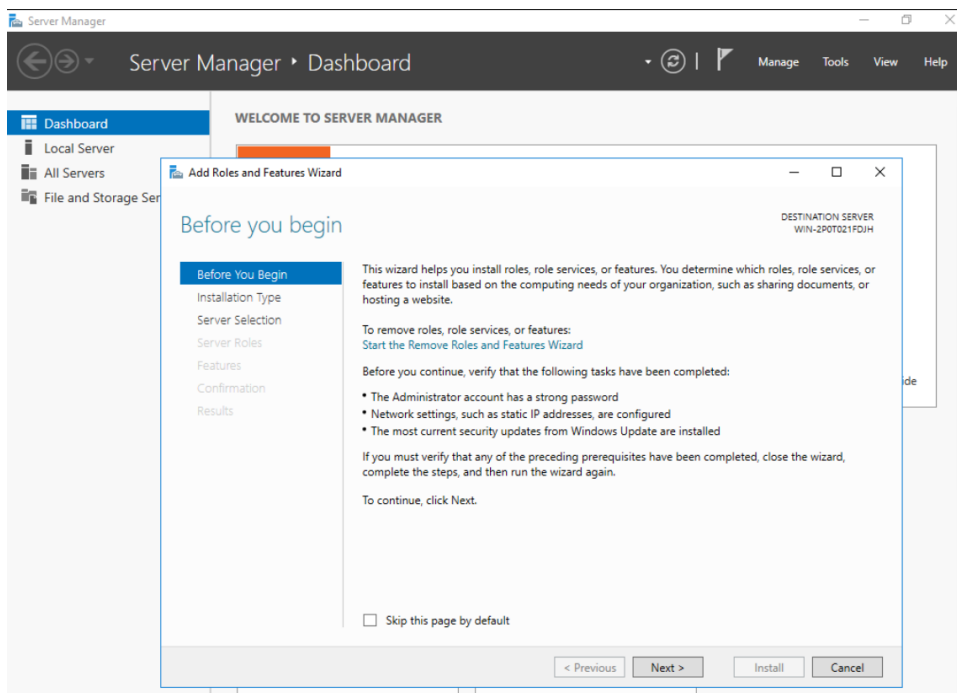 Server Manager
Server Manager ‣ Dashboard
Manage Tools View Help
Dashboard
Local Server
All Servers
File and Storage Ser
WELCOME TO SERVER MANAGER
Add Roles and Features Wizard
Before you begin
DESTINATION SERVER
WIN-2P0T021FDJH
Before You Begin
Installation Type
Server Selection
Server Roles
Features
Confirmation
Results
This wizard helps you install roles, role services, or features. You determine which roles, role services, or
features to install based on the computing needs of your organization, such as sharing documents, or
hosting a website.
To remove roles, role services, or features:
Start the Remove Roles and Features Wizard
Before you continue, verify that the following tasks have been completed:
• The Administrator account has a strong password
• Network settings, such as static IP addresses, are configured
• The most current security updates from Windows Update are installed
If you must verify that any of the preceding prerequisites have been completed, close the wizard,
complete the steps, and then run the wizard again.
To continue, click Next.
Skip this page by default
< Previous Next > Install Cancel
ide